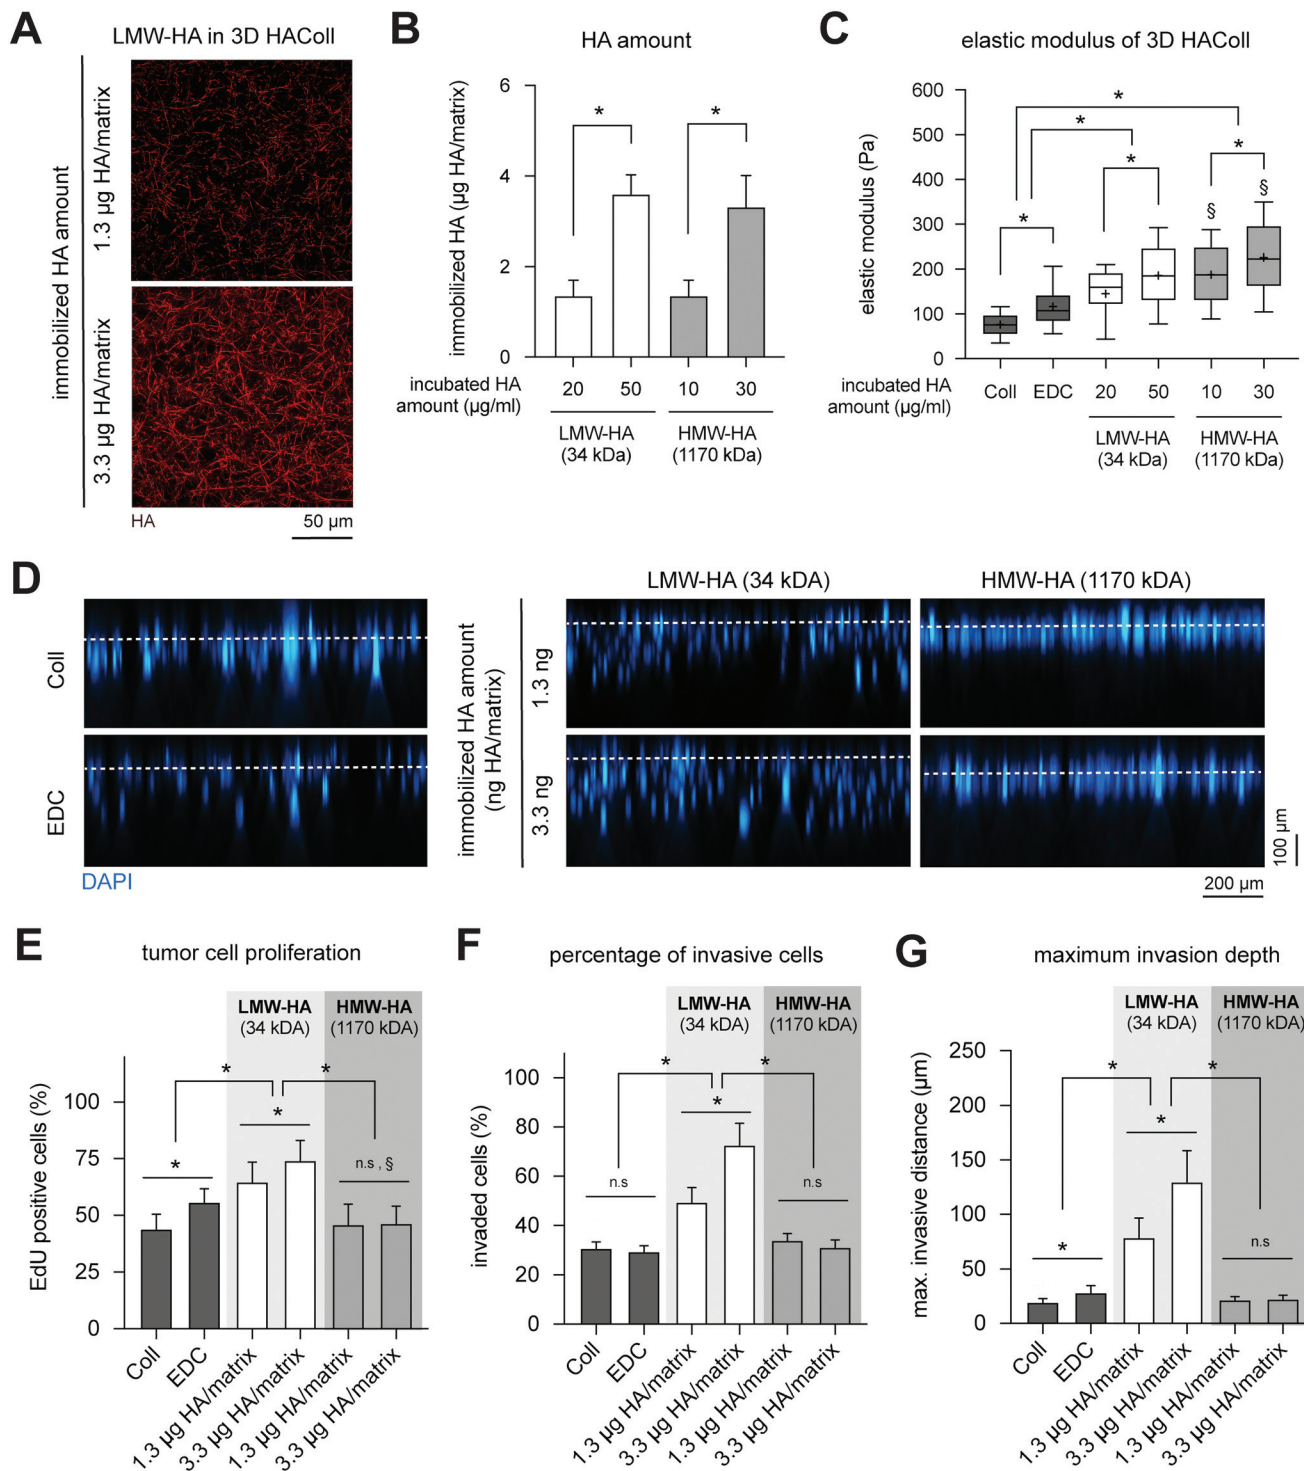 A
LMW-HA in 3D HAColl
immobilized HA amount
1.3 µg HA/matrix
3.3 µg HA/matrix
HA
50 µm
B
HA amount
immobilized HA (µg HA/matrix)
6
4
2
0
*
*
incubated HA
amount (µg/ml)
20
50
10
30
LMW-HA
(34 kDa)
HMW-HA
(1170 kDa)
C
elastic modulus of 3D HAColl
elastic modulus (Pa)
600
500
400
300
200
100
0
*
*
*
*
*
§
§
incubated HA
amount (µg/ml)
Coll
EDC
20
50
10
30
LMW-HA
(34 kDa)
HMW-HA
(1170 kDa)
D
LMW-HA (34 kDA)
HMW-HA (1170 kDA)
Coll
EDC
DAPI
immobilized HA amount
(ng HA/matrix)
1.3 ng
3.3 ng
100 µm
200 µm
E
tumor cell proliferation
LMW-HA
(34 kDA)
HMW-HA
(1170 kDA)
EdU positive cells (%)
100
75
50
25
0
*
*
*
*
n.s , §
Coll
EDC
1.3 µg HA/matrix
3.3 µg HA/matrix
1.3 µg HA/matrix
3.3 µg HA/matrix
F
percentage of invasive cells
LMW-HA
(34 kDA)
HMW-HA
(1170 kDA)
invaded cells (%)
100
80
60
40
20
0
*
*
*
n.s
n.s
Coll
EDC
1.3 µg HA/matrix
3.3 µg HA/matrix
1.3 µg HA/matrix
3.3 µg HA/matrix
G
maximum invasion depth
LMW-HA
(34 kDA)
HMW-HA
(1170 kDA)
max. invasive distance (µm)
250
200
150
100
50
0
*
*
*
*
n.s
Coll
EDC
1.3 µg HA/matrix
3.3 µg HA/matrix
1.3 µg HA/matrix
3.3 µg HA/matrix